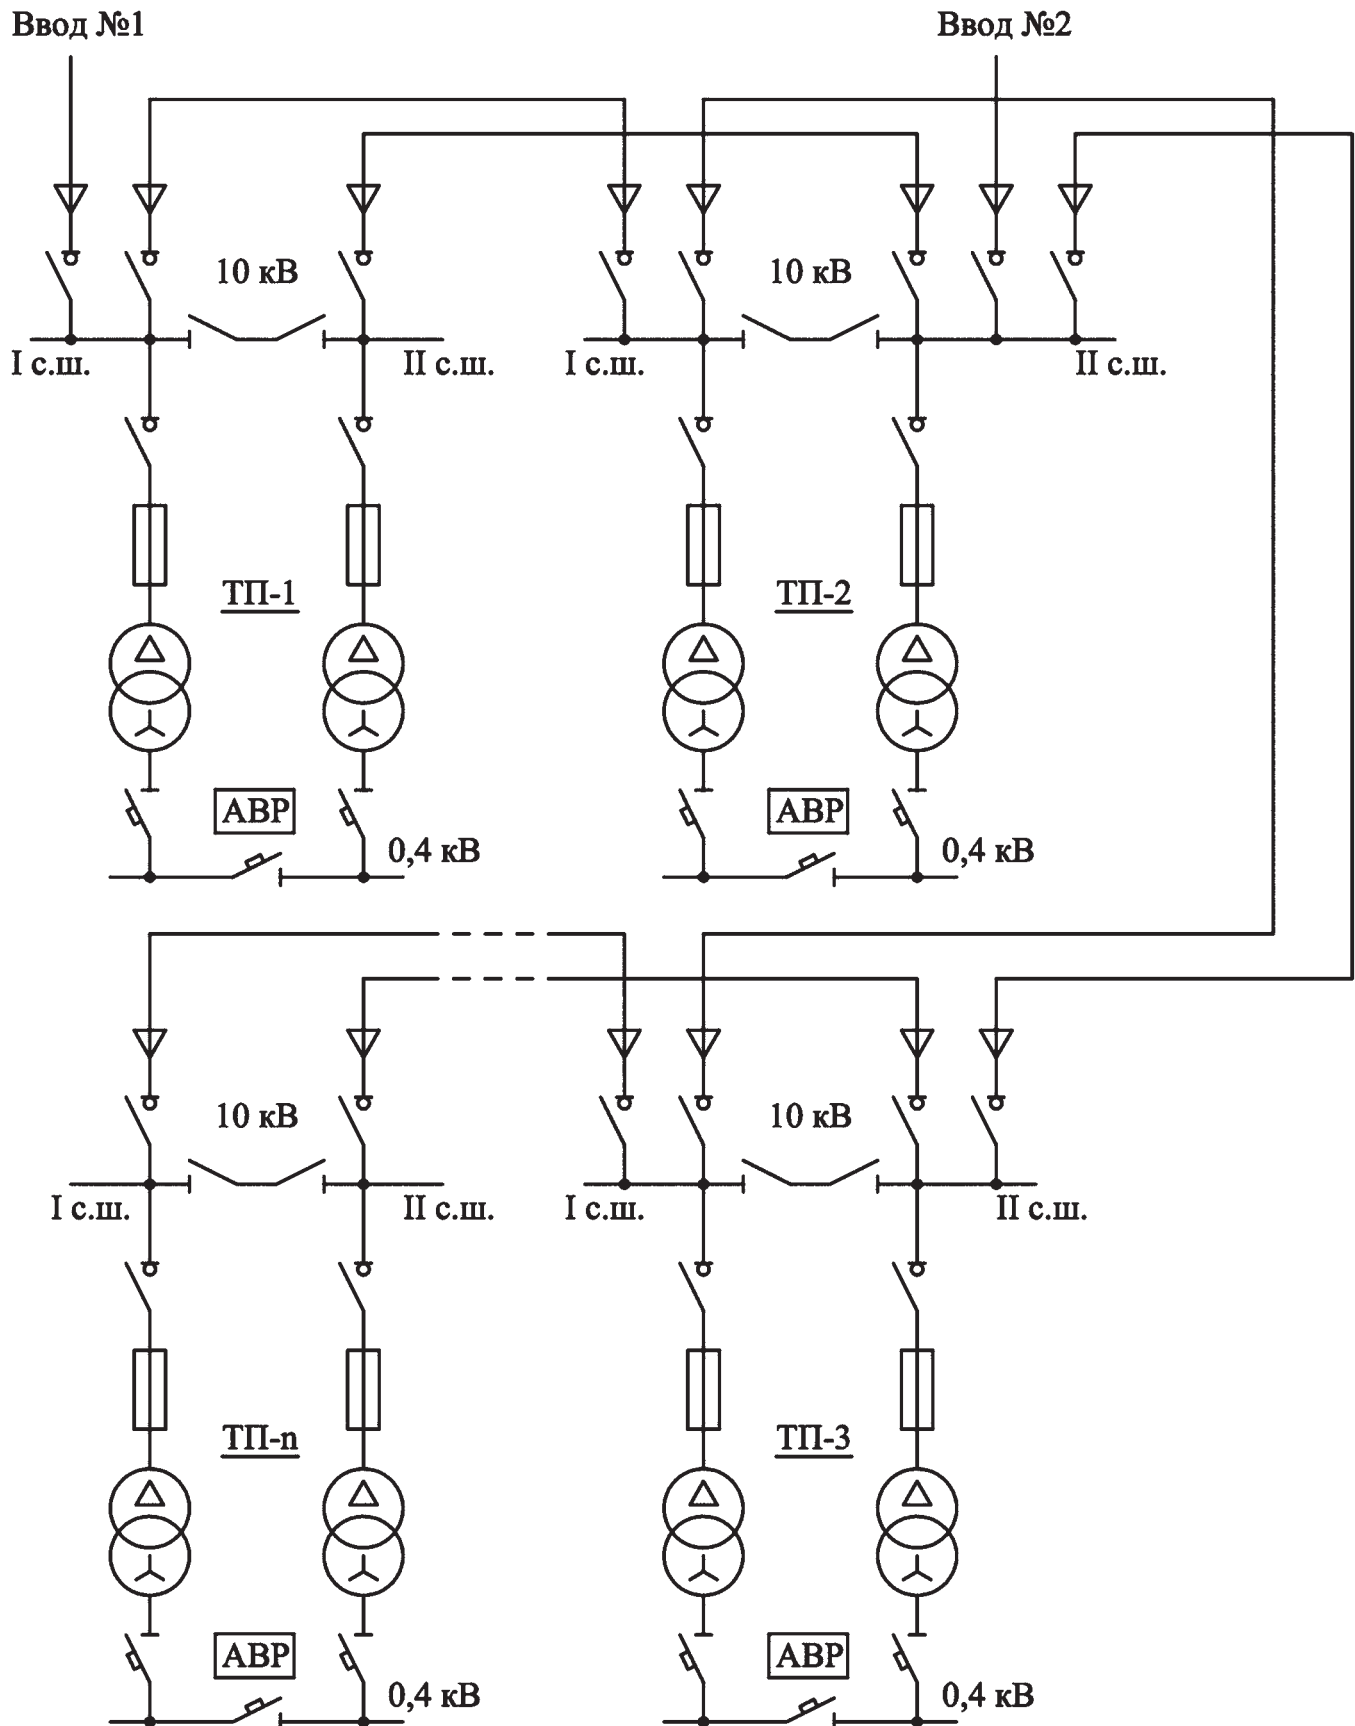 Ввод №1
Ввод №2
10 кВ
10 кВ
I с.ш.
II с.ш.
I с.ш.
II с.ш.
ТП-1
ТП-2
АВР
АВР
0,4 кВ
0,4 кВ
10 кВ
10 кВ
I с.ш.
II с.ш.
I с.ш.
II с.ш.
ТП-n
ТП-3
АВР
АВР
0,4 кВ
0,4 кВ